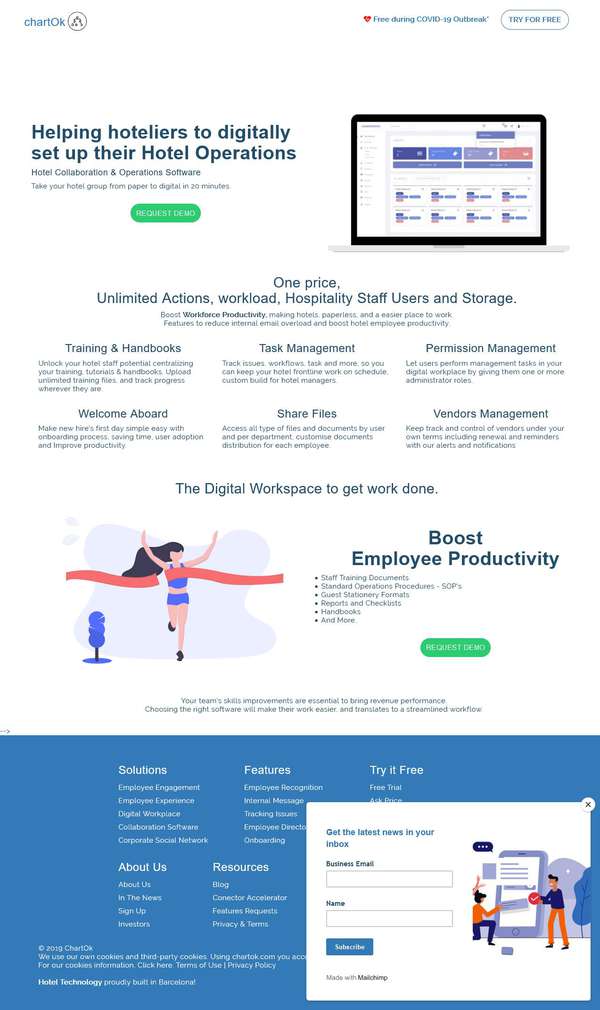 chartOk
Free during COVID-19 Outbreak*
TRY FOR FREE
Helping hoteliers to digitally
set up their Hotel Operations
Hotel Collaboration & Operations Software
Take your hotel group from paper to digital in 20 minutes.
REQUEST DEMO
One price,
Unlimited Actions, workload, Hospitality Staff Users and Storage.
Boost Workforce Productivity, making hotels, paperless, and a easier place to work.
Features to reduce internal email overload and boost hotel employee productivity.
Training & Handbooks
Unlock your hotel staff potential centralizing
your training, tutorials & handbooks. Upload
unlimited training files, and track progress
wherever they are.
Task Management
Track issues, workflows, task and more, so you
can keep your hotel frontline work on schedule,
custom build for hotel managers.
Permission Management
Let users perform management tasks in your
digital workplace by giving them one or more
administrator roles.
Welcome Aboard
Make new hire's first day simple easy with
onboarding process, saving time, user adoption
and Improve productivity.
Share Files
Access all type of files and documents by user
and per department, customise documents
distribution for each employee.
Vendors Management
Keep track and control of vendors under your
own terms including renewal and reminders,
with our alerts and notifications
The Digital Workspace to get work done.
Boost
Employee Productivity
Staff Training Documents
Standard Operations Procedures - SOP's
Guest Stationery Formats
Reports and Checklists
Handbooks
And More.
REQUEST DEMO
Your team's skills improvements are essential to bring revenue performance.
Choosing the right software will make their work easier, and translates to a streamlined workflow.
-->
Solutions
Employee Engagement
Employee Experience
Digital Workplace
Collaboration Software
Corporate Social Network
Features
Employee Recognition
Internal Message
Tracking Issues
Employee Directo
Onboarding
Try it Free
Free Trial
Ask Price
About Us
About Us
In The News
Sign Up
Investors
Resources
Blog
Conector Accelerator
Features Requests
Privacy & Terms
© 2019 ChartOk
We use our own cookies and third-party cookies. Using chartok.com you acco
For our cookies information. Click here. Terms of Use | Privacy Policy
Hotel Technology proudly built in Barcelona!
Get the latest news in your
inbox
Business Email
Name
Subscribe
Made with Mailchimp